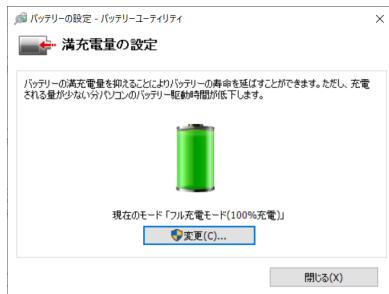 バッテリーの設定 - バッテリーユーティリティ
満充電量の設定
バッテリーの満充電量を抑えることによりバッテリーの寿命を延ばすことができます。ただし、充電
される量が少ない分パソコンのバッテリー駆動時間が低下します。
現在のモード「フル充電モード(100%充電)」
変更(C)...
閉じる(X)